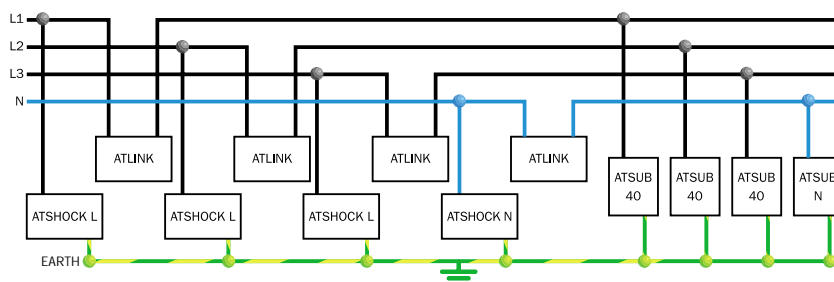 L1
L2
L3
N
ATLINK
ATLINK
ATLINK
ATLINK
ATSUB
40
ATSUB
40
ATSUB
40
ATSUB
N
ATSHOCK L
ATSHOCK L
ATSHOCK L
ATSHOCK N
EARTH